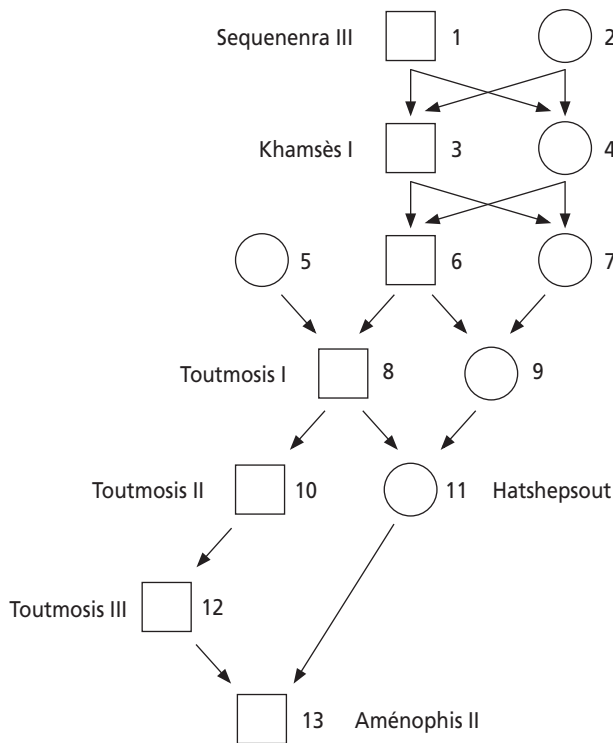 Sequenenra III 1 2
Khamsès I 3 4
5 6 7
Toutmosis I 8 9
Toutmosis II 10 11 Hatshepsout
Toutmosis III 12
13 Aménophis II